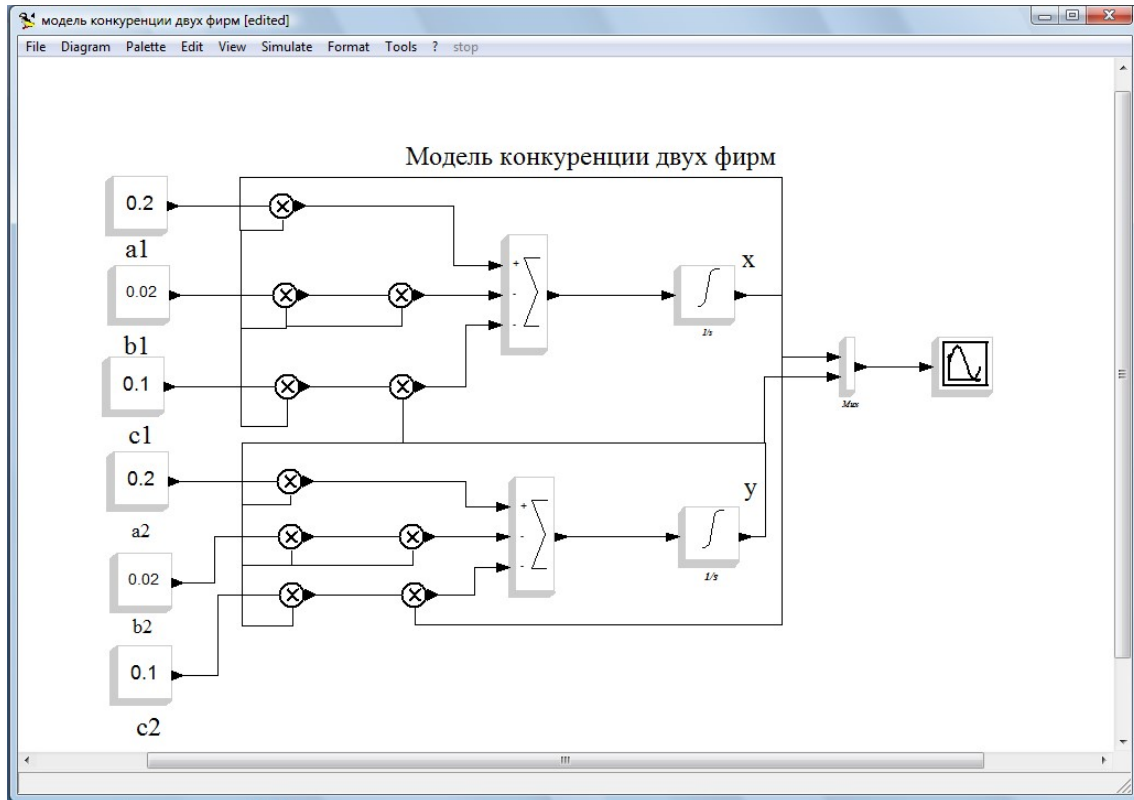 модель конкуренции двух фирм [edited]
File Diagram Palette Edit View Simulate Format Tools ? stop
Модель конкуренции двух фирм
0.2
a1
0.02
b1
0.1
c1
0.2
a2
0.02
b2
0.1
c2
+
-
-
1/s
x
+
-
-
1/s
y
Mux